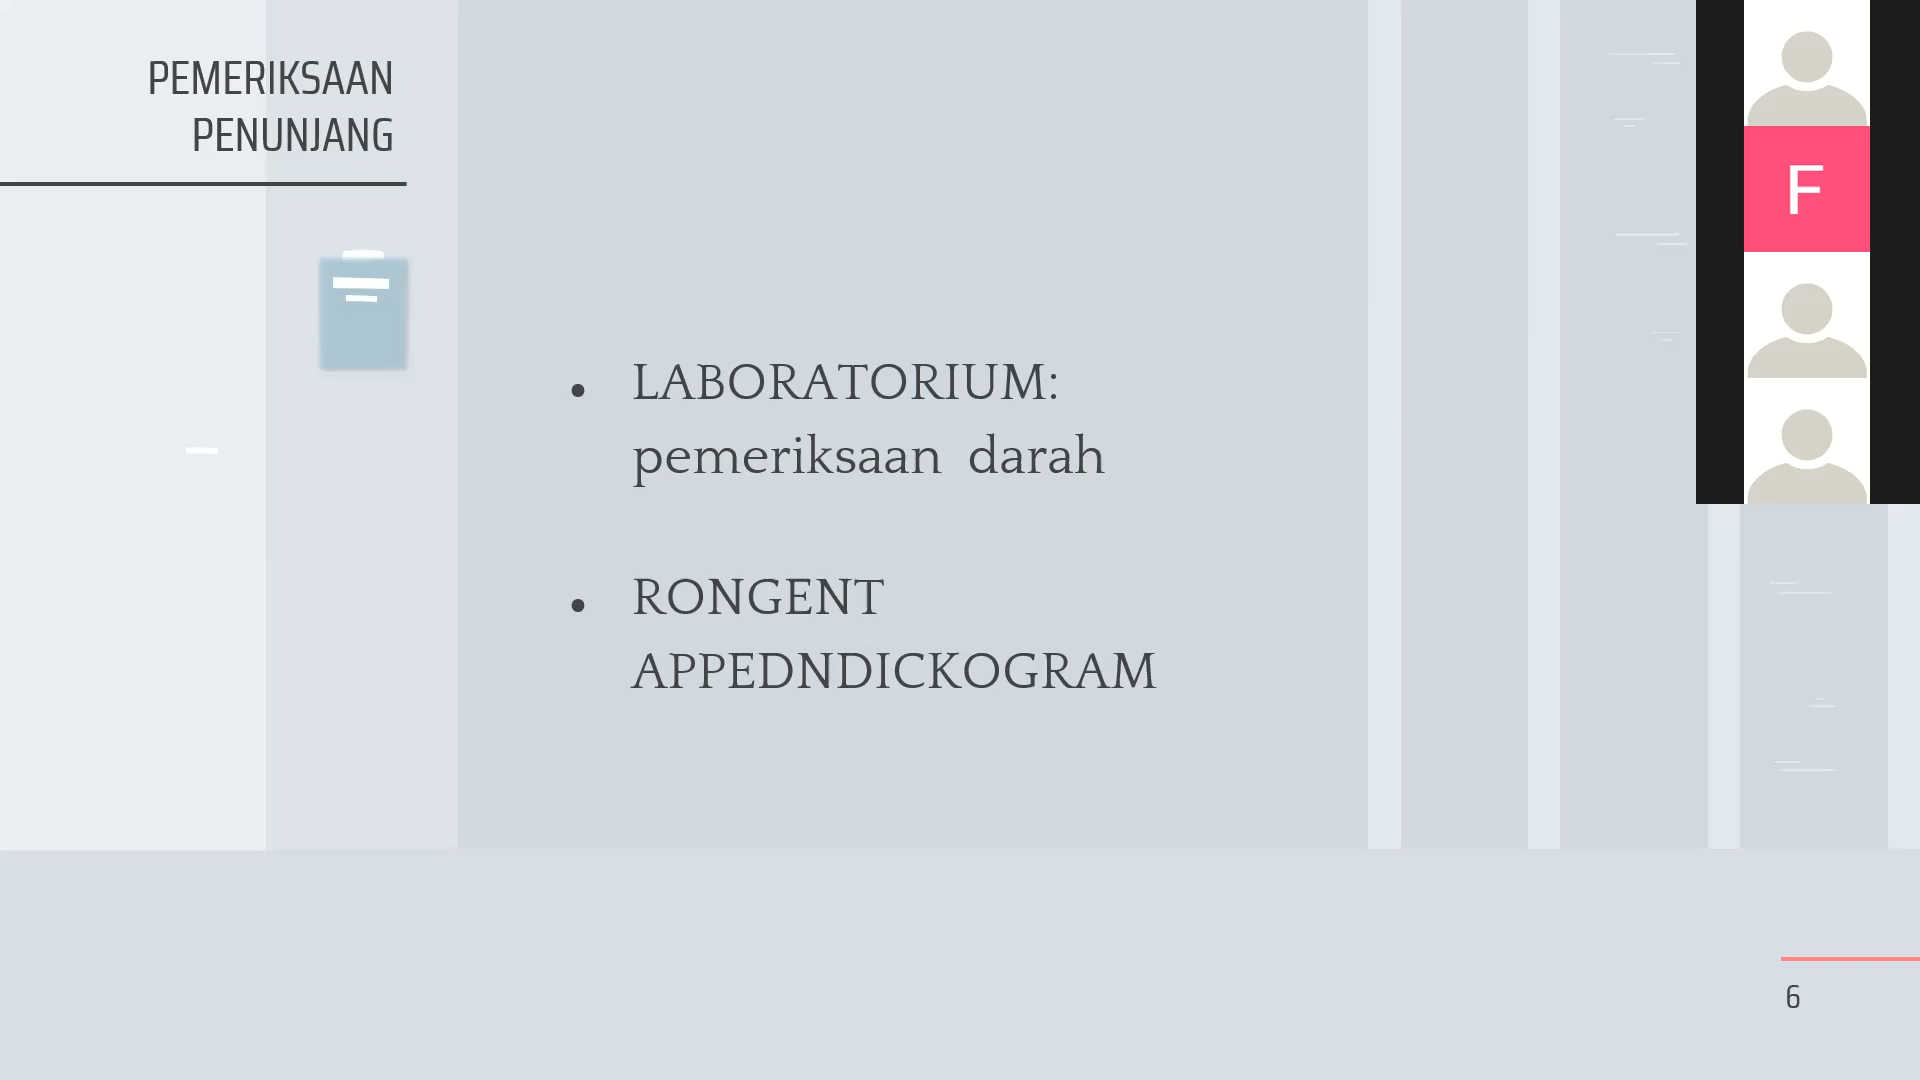 PEMERIKSAAN
PENUNJANG
• LABORATORIUM:
pemeriksaan darah
• RONGENT
APPEDNDICKOGRAM
F
6